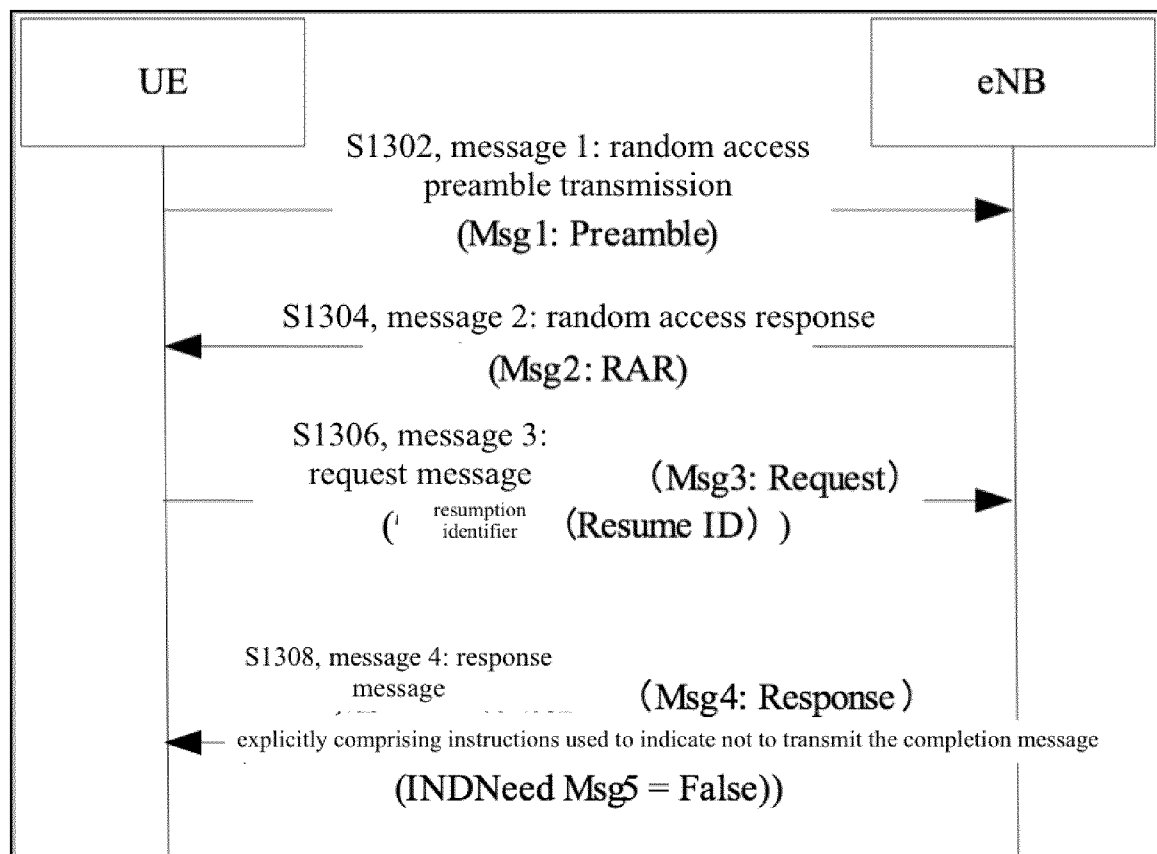 UE
eNB
S1302, message 1: random access
preamble transmission
(Msg1: Preamble)
S1304, message 2: random access response
(Msg2: RAR)
S1306, message 3:
request message (Msg3: Request)
( resumption
identifier (Resume ID) )
S1308, message 4: response
message (Msg4: Response)
explicitly comprising instructions used to indicate not to transmit the completion message
(INDNeed Msg5 = False))